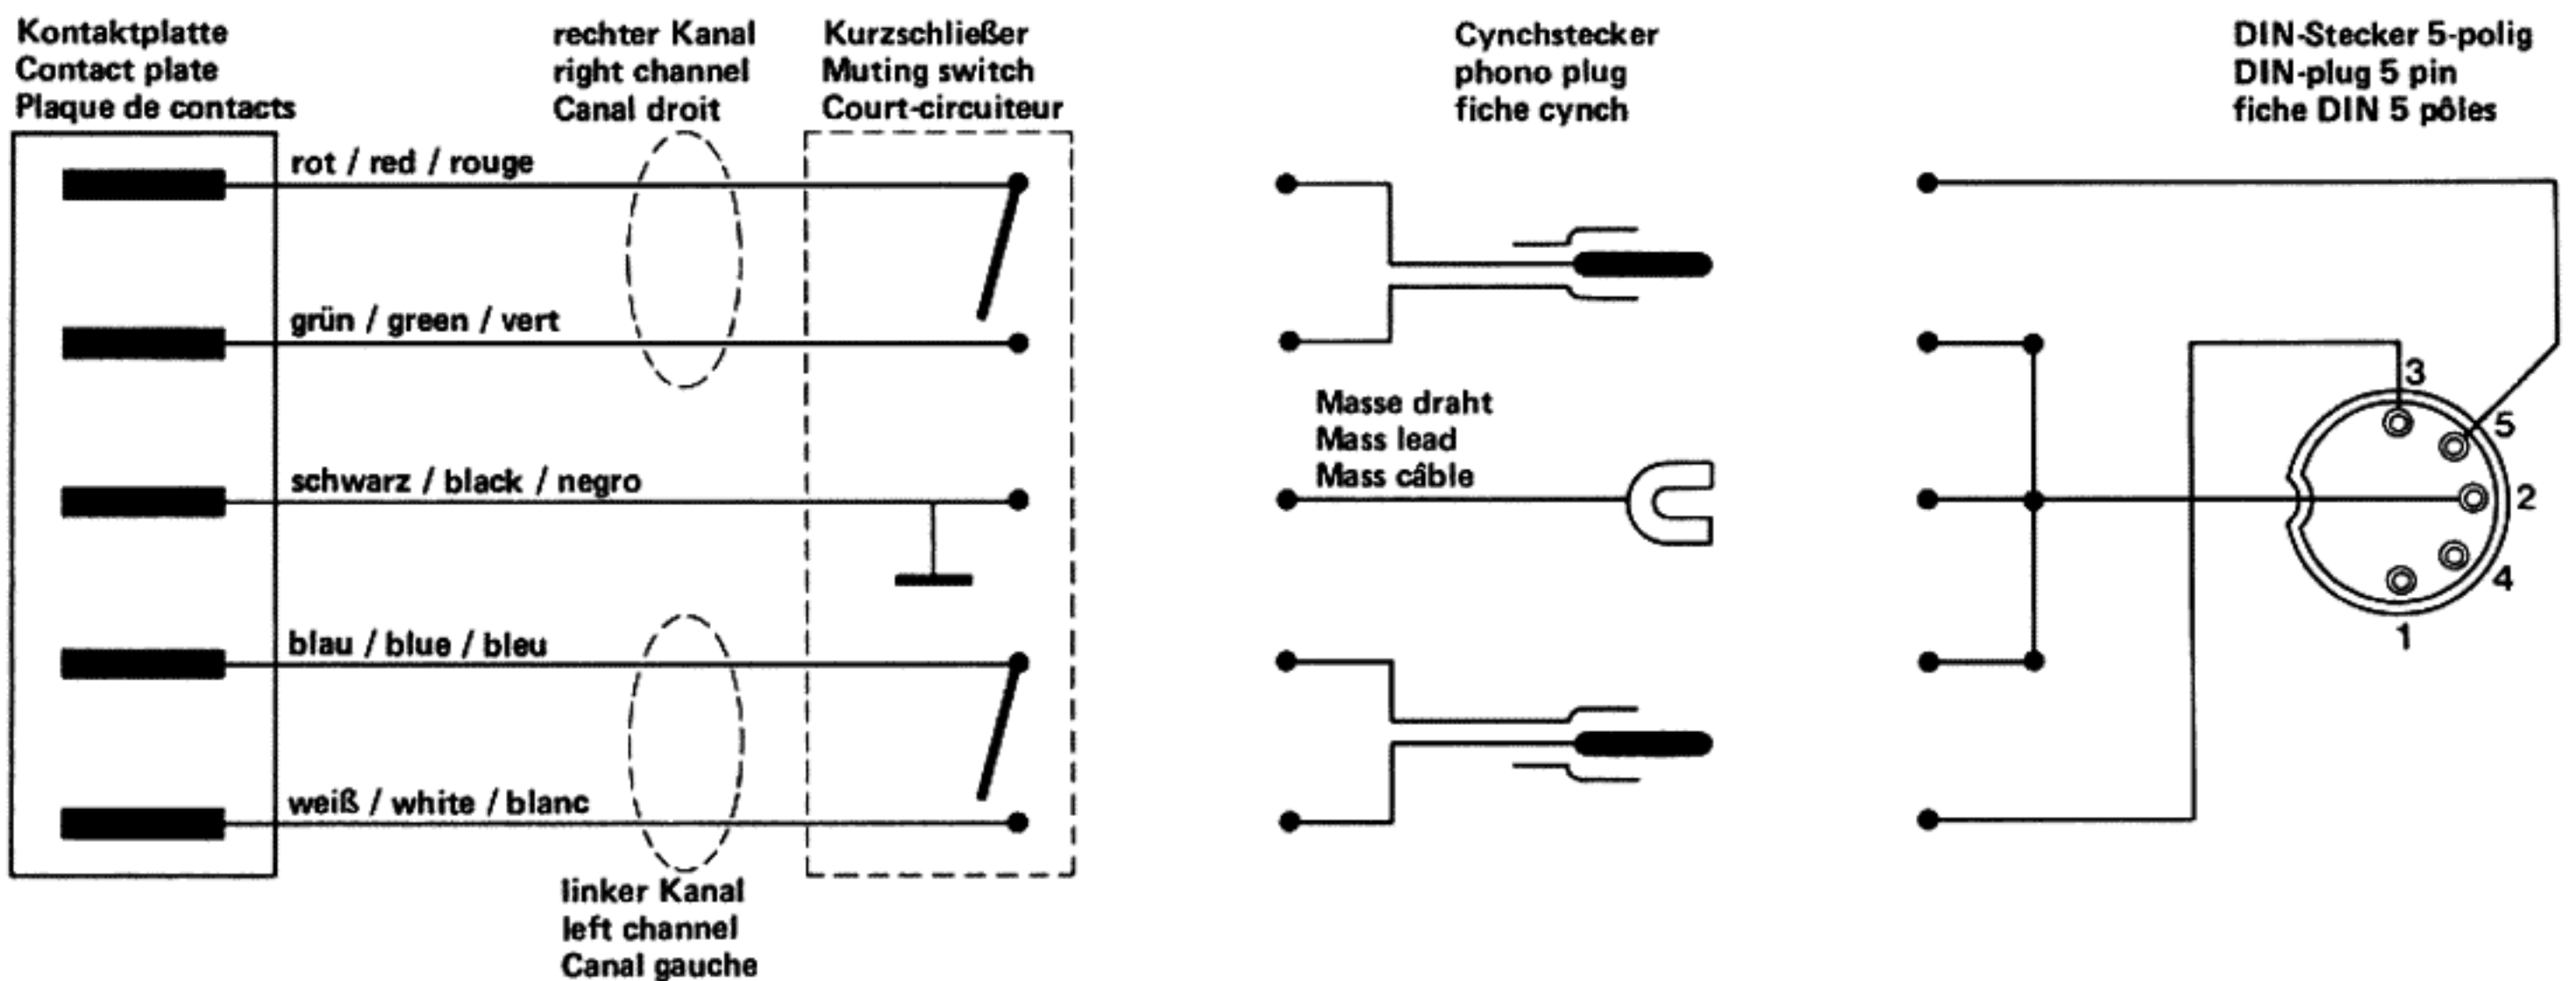 Kontaktplatte
Contact plate
Plaque de contacts
rechter Kanal
right channel
Canal droit
Kurzschließer
Muting switch
Court-circuiteur
Cynchstecker
phono plug
fiche cynch
DIN-Stecker 5-polig
DIN-plug 5 pin
fiche DIN 5 pôles
rot / red / rouge
grün / green / vert
schwarz / black / negro
blau / blue / bleu
weiß / white / blanc
linker Kanal
left channel
Canal gauche
Masse draht
Mass lead
Mass câble
3
5
2
4
1